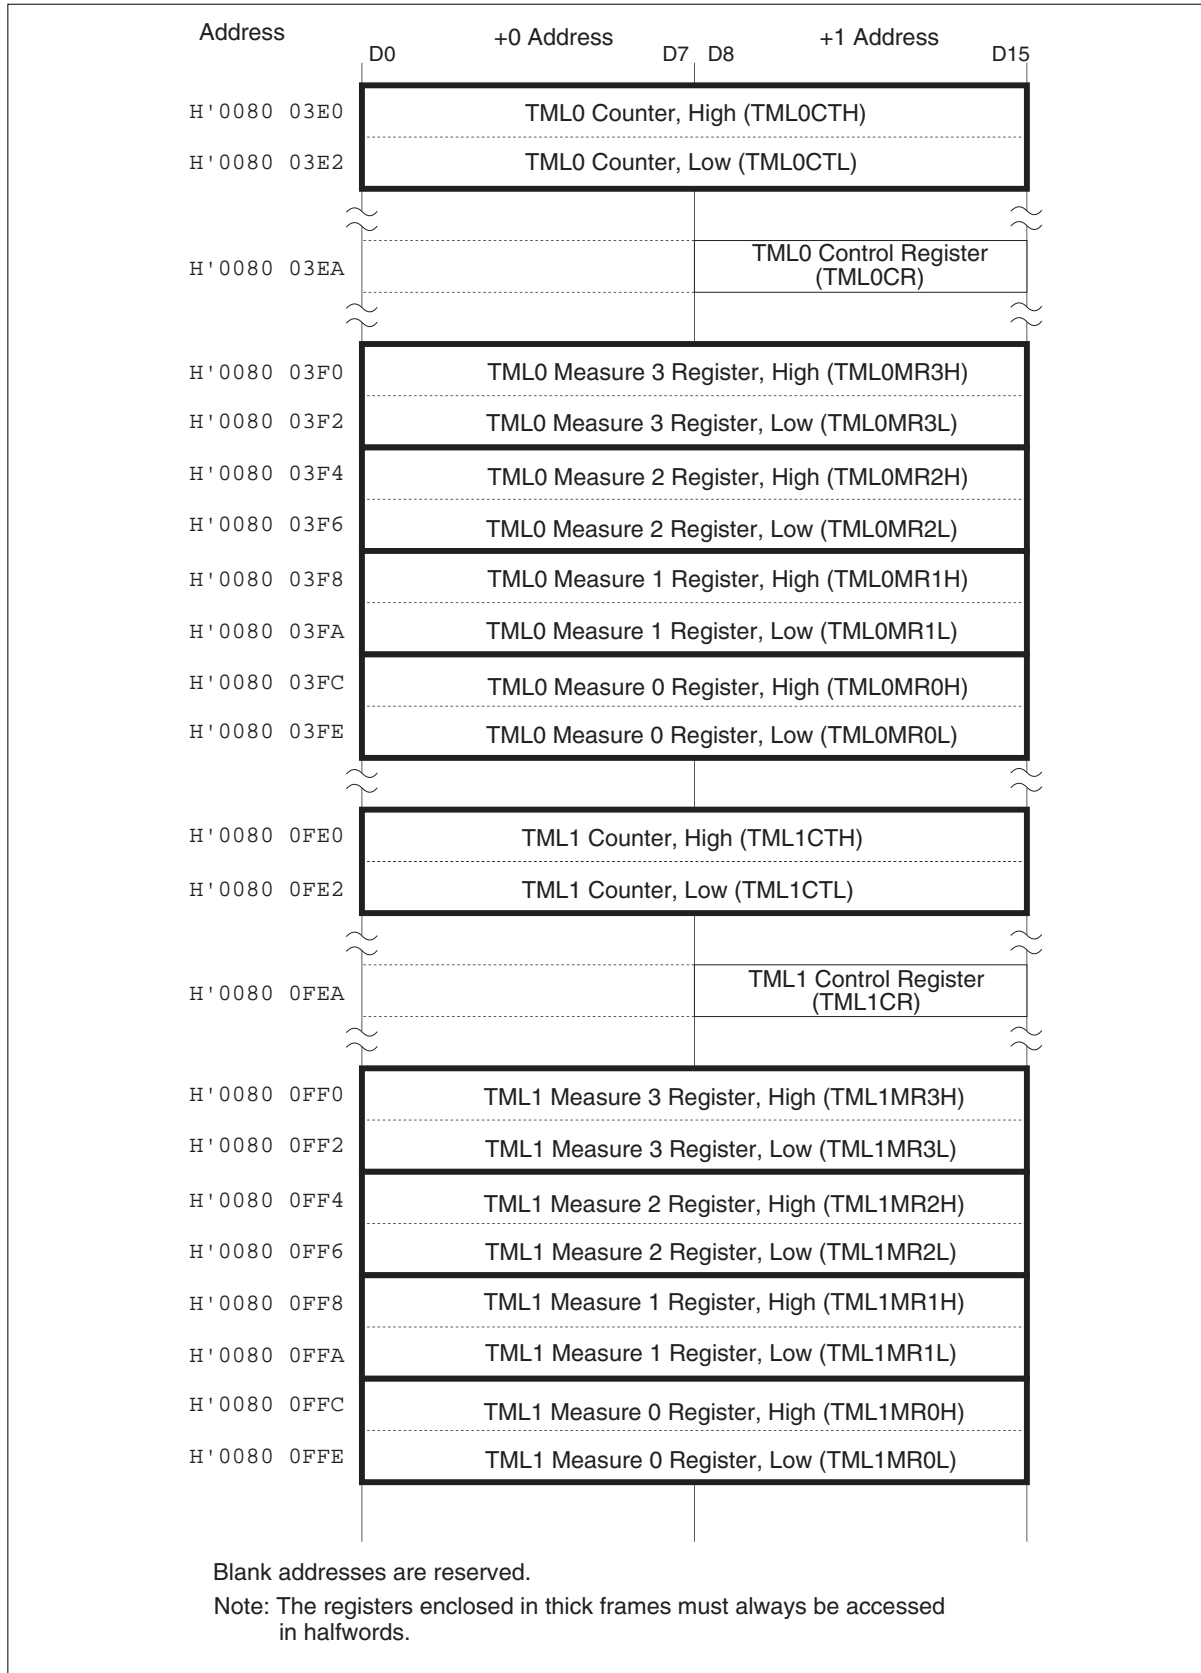 Address +0 Address +1 Address
D0 D7 D8 D15
H'0080 03E0 TML0 Counter, High (TML0CTH)
H'0080 03E2 TML0 Counter, Low (TML0CTL)
H'0080 03EA TML0 Control Register
(TML0CR)
H'0080 03F0 TML0 Measure 3 Register, High (TML0MR3H)
H'0080 03F2 TML0 Measure 3 Register, Low (TML0MR3L)
H'0080 03F4 TML0 Measure 2 Register, High (TML0MR2H)
H'0080 03F6 TML0 Measure 2 Register, Low (TML0MR2L)
H'0080 03F8 TML0 Measure 1 Register, High (TML0MR1H)
H'0080 03FA TML0 Measure 1 Register, Low (TML0MR1L)
H'0080 03FC TML0 Measure 0 Register, High (TML0MR0H)
H'0080 03FE TML0 Measure 0 Register, Low (TML0MR0L)
H'0080 0FE0 TML1 Counter, High (TML1CTH)
H'0080 0FE2 TML1 Counter, Low (TML1CTL)
H'0080 0FEA TML1 Control Register
(TML1CR)
H'0080 0FF0 TML1 Measure 3 Register, High (TML1MR3H)
H'0080 0FF2 TML1 Measure 3 Register, Low (TML1MR3L)
H'0080 0FF4 TML1 Measure 2 Register, High (TML1MR2H)
H'0080 0FF6 TML1 Measure 2 Register, Low (TML1MR2L)
H'0080 0FF8 TML1 Measure 1 Register, High (TML1MR1H)
H'0080 0FFA TML1 Measure 1 Register, Low (TML1MR1L)
H'0080 0FFC TML1 Measure 0 Register, High (TML1MR0H)
H'0080 0FFE TML1 Measure 0 Register, Low (TML1MR0L)
Blank addresses are reserved.
Note: The registers enclosed in thick frames must always be accessed
in halfwords.